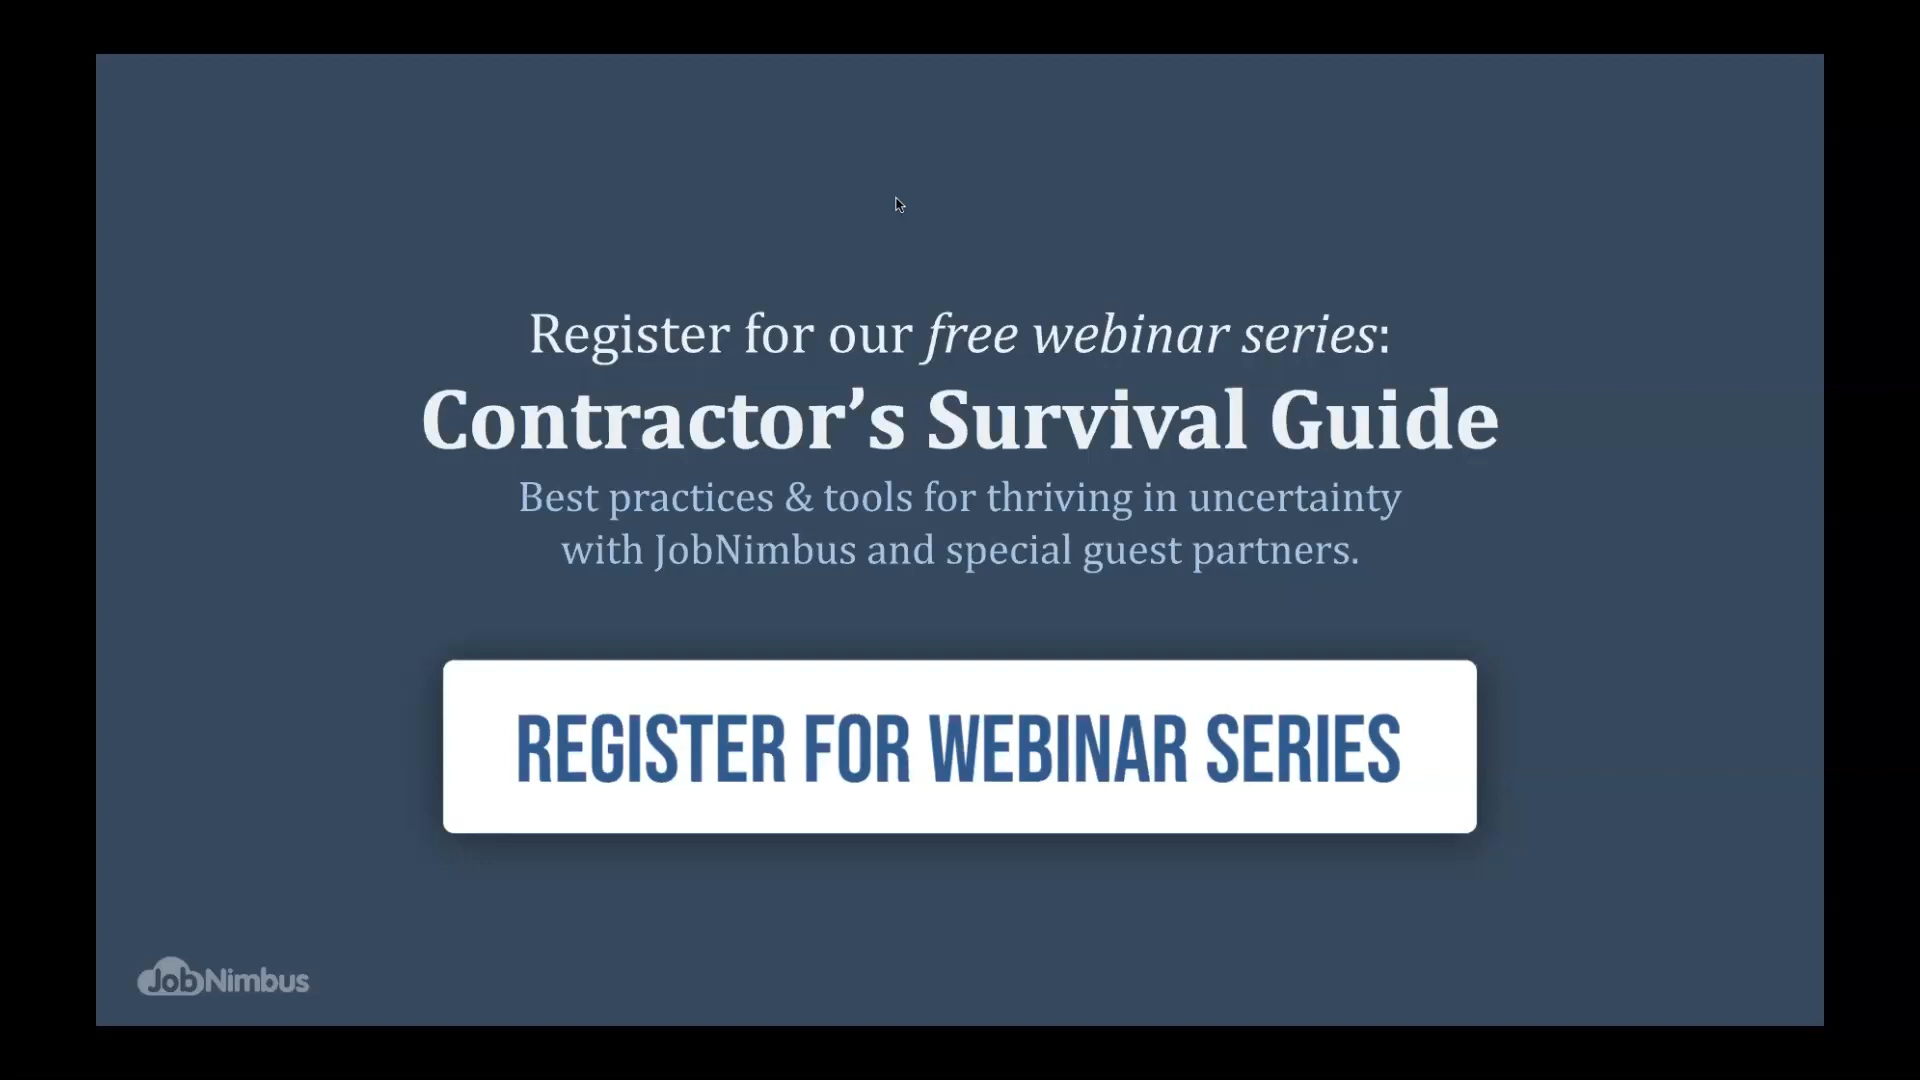 Register for our free webinar series:
Contractor’s Survival Guide
Best practices & tools for thriving in uncertainty
with JobNimbus and special guest partners.
REGISTER FOR WEBINAR SERIES
JobNimbus